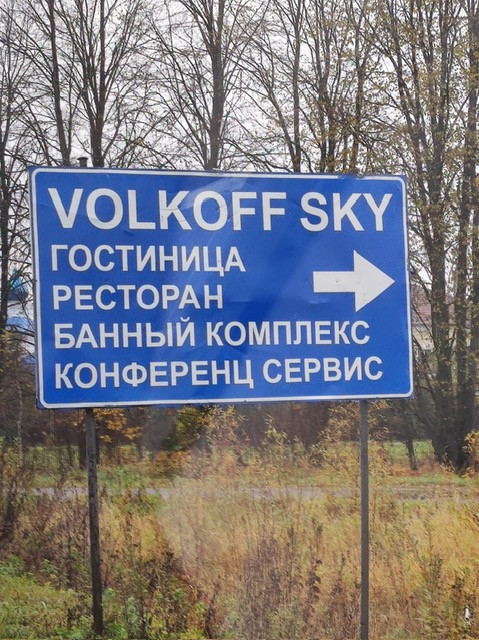 VOLKOFF SKY
ГОСТИНИЦА
РЕСТОРАН
БАННЫЙ КОМПЛЕКС
КОНФЕРЕНЦ СЕРВИС